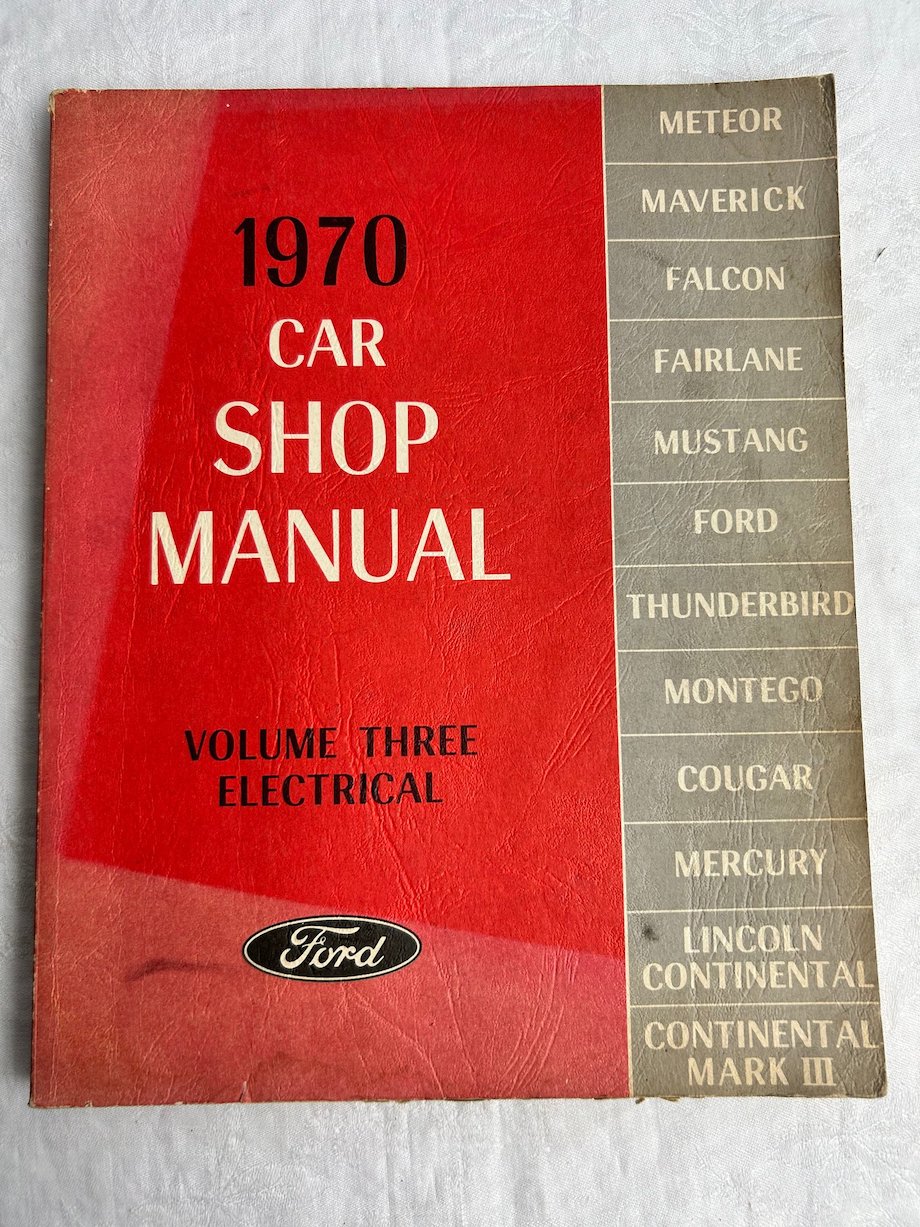 1970
CAR
SHOP
MANUAL
VOLUME THREE
ELECTRICAL
Ford
METEOR
MAVERICK
FALCON
FAIRLANE
MUSTANG
FORD
THUNDERBIRD
MONTEGO
COUGAR
MERCURY
LINCOLN
CONTINENTAL
CONTINENTAL
MARK III